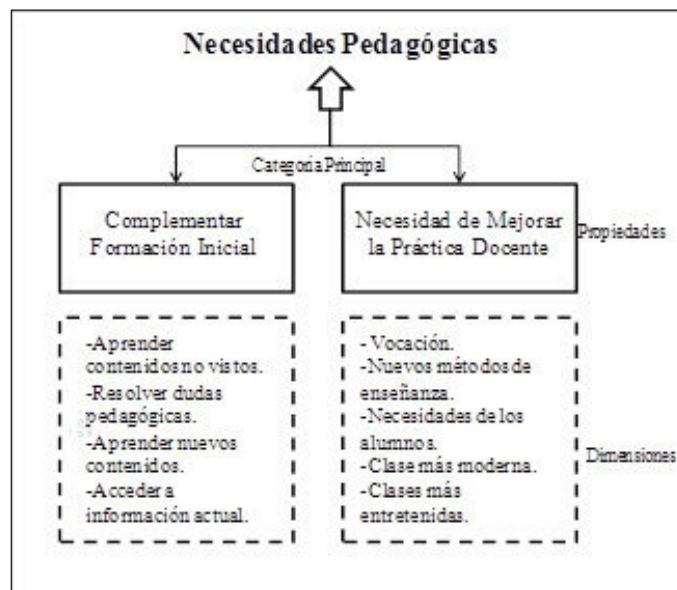 Necesidades Pedagógicas
Categoría Principal
Complementar
Formación Inicial
Necesidad de Mejorar
la Práctica Docente
Propiedades
-Aprender
contenidos no vistos.
-Resolver dudas
pedagógicas.
-Aprender nuevos
contenidos.
-Acceder a
información actual.
- Vocación.
-Nuevos métodos de
enseñanza.
-Necesidades de los
alumnos.
-Clase más moderna.
-Clases más
entretenidas.
Dimensiones